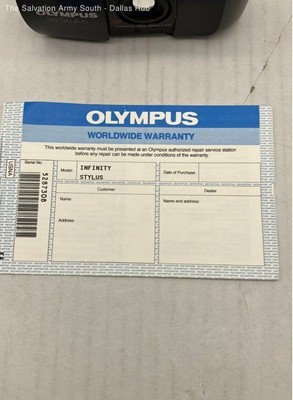 The Salvation Army South - Dallas Hub
OLYMPUS
OLYMPUS
WORLDWIDE WARRANTY
This worldwide warranty must be presented at an Olympus authorized repair service station
before any repair can be made under conditions of the warranty.
Serial No.:
5287308
Model:
INFINITY
STYLUS
Date of Purchase:
Customer
Dealer
Name:
Name and address:
Address: